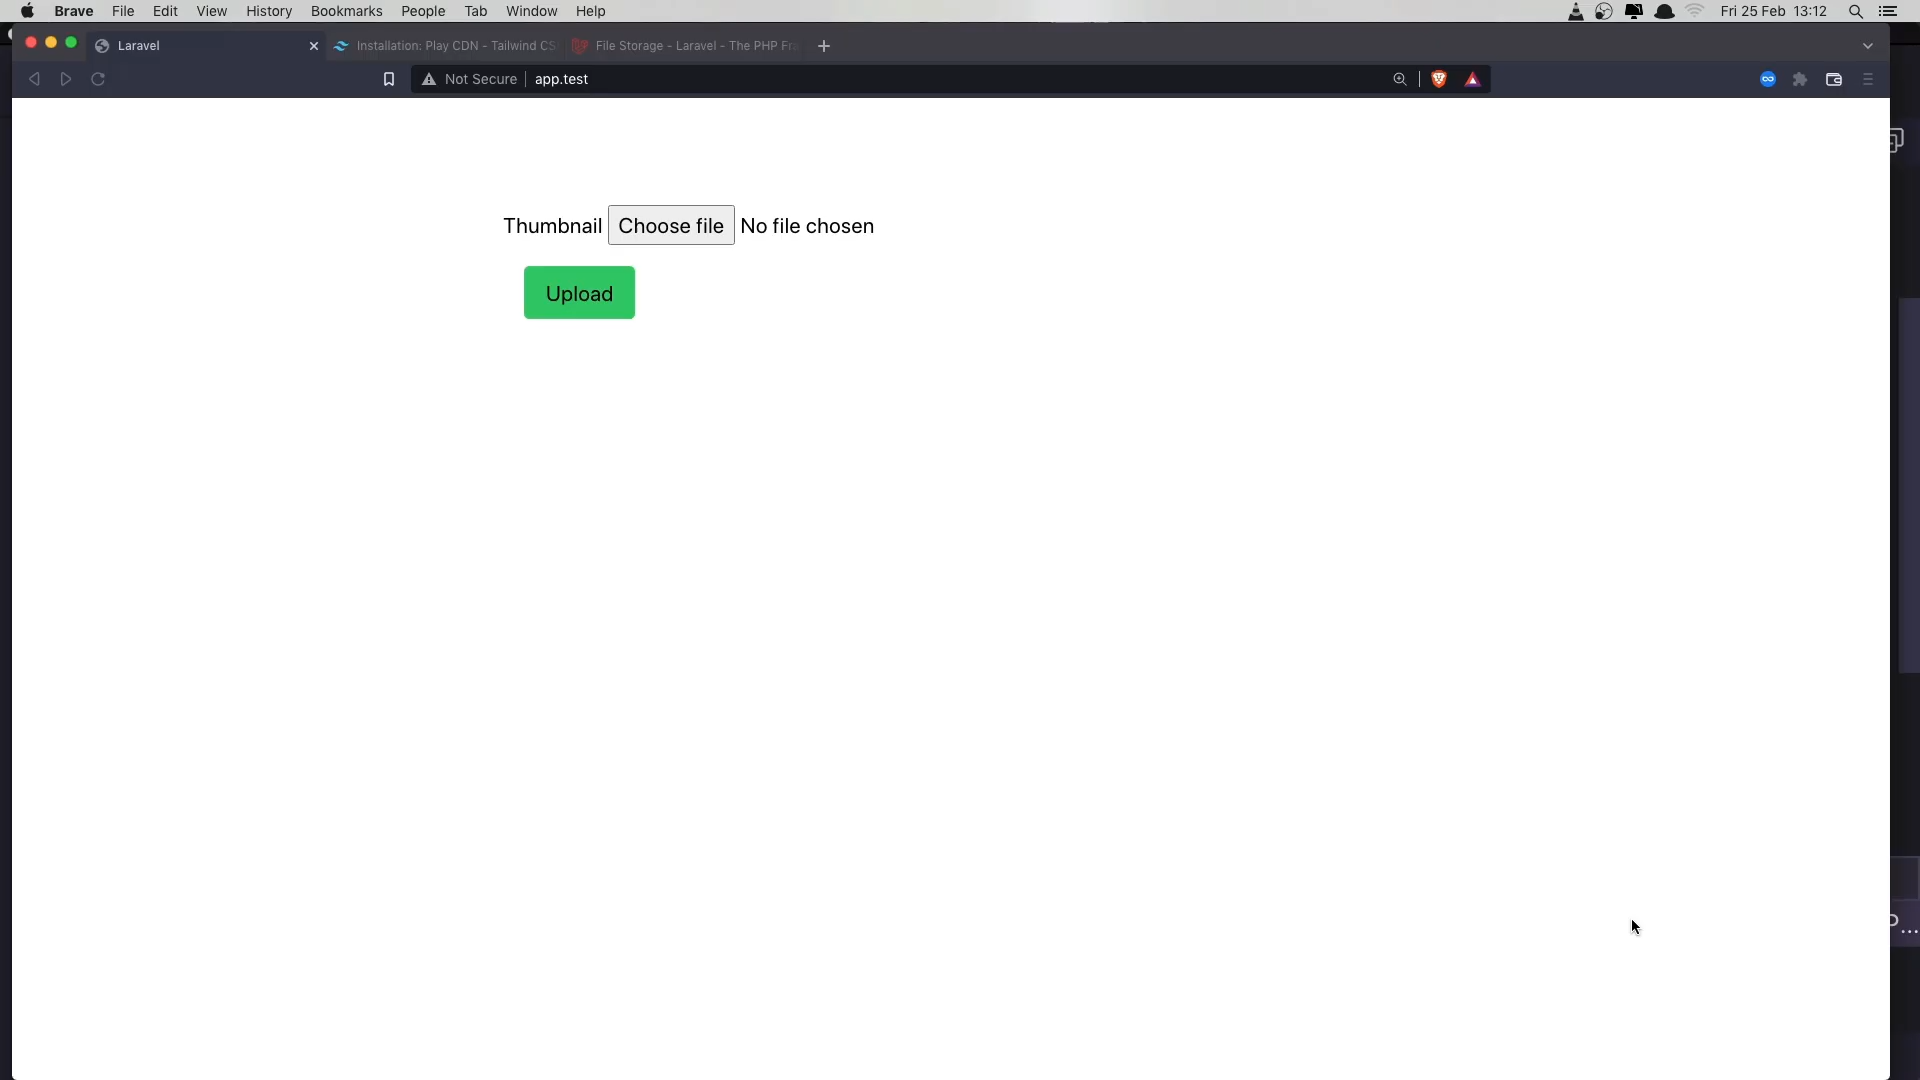 Brave File Edit View History Bookmarks People Tab Window Help Fri 25 Feb 13:12
Laravel Installation: Play CDN - Tailwind CS File Storage - Laravel - The PHP Fra
Not Secure app.test
Thumbnail Choose file No file chosen
Upload